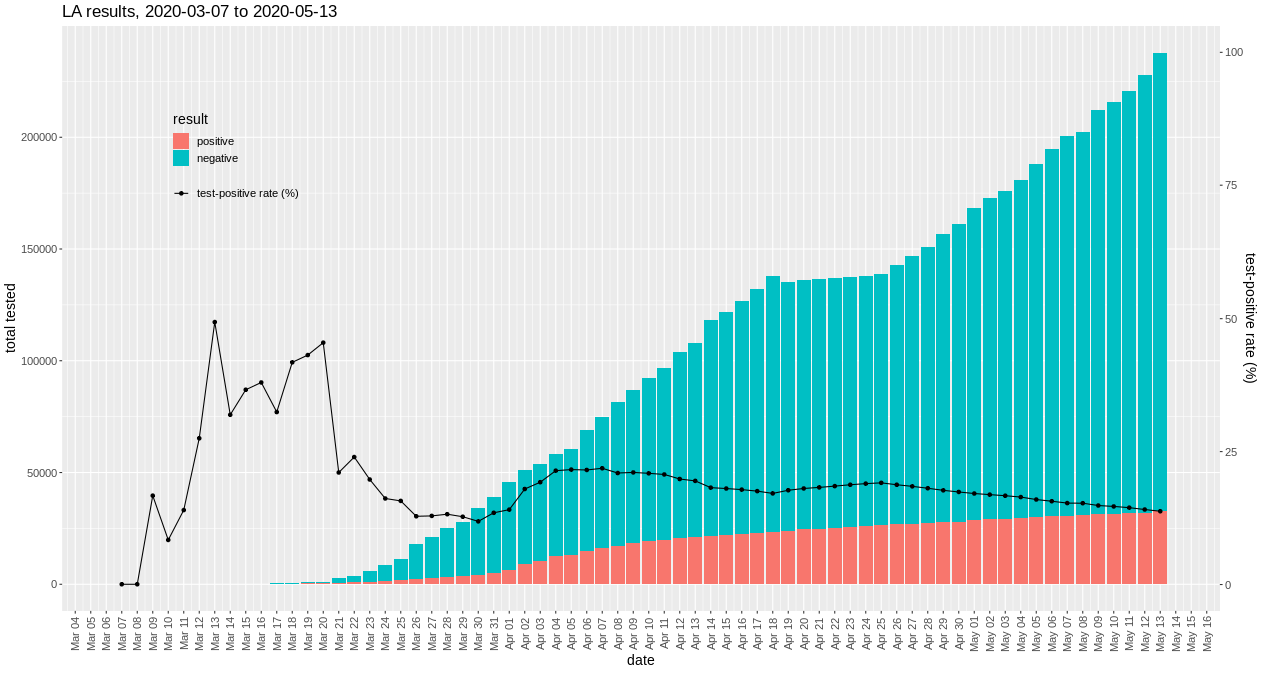 LA results, 2020-03-07 to 2020-05-13
result
positive
negative
test-positive rate (%)
total tested
200000
150000
100000
50000
0
100
75
50
25
0
test-positive rate (%)
Mar 04
Mar 05
Mar 06
Mar 07
Mar 08
Mar 09
Mar 10
Mar 11
Mar 12
Mar 13
Mar 14
Mar 15
Mar 16
Mar 17
Mar 18
Mar 19
Mar 20
Mar 21
Mar 22
Mar 23
Mar 24
Mar 25
Mar 26
Mar 27
Mar 28
Mar 29
Mar 30
Mar 31
Apr 01
Apr 02
Apr 03
Apr 04
Apr 05
Apr 06
Apr 07
Apr 08
Apr 09
Apr 10
Apr 11
Apr 12
Apr 13
Apr 14
Apr 15
Apr 16
Apr 17
Apr 18
Apr 19
Apr 20
Apr 21
Apr 22
Apr 23
Apr 24
Apr 25
Apr 26
Apr 27
Apr 28
Apr 29
Apr 30
May 01
May 02
May 03
May 04
May 05
May 06
May 07
May 08
May 09
May 10
May 11
May 12
May 13
May 14
May 15
May 16
date